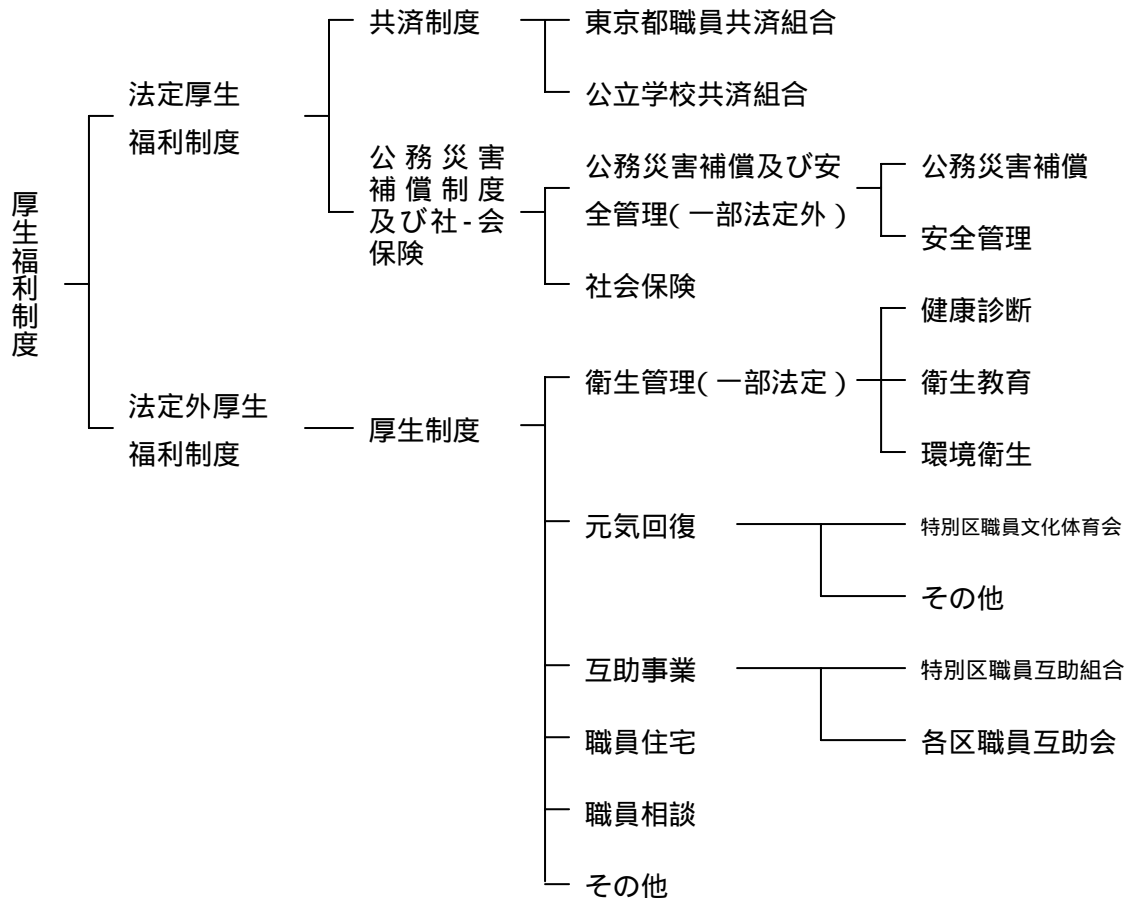 厚生福利制度
法定厚生
福利制度
共済制度
東京都職員共済組合
公立学校共済組合
公務災害
補償制度
及び社-会
保険
公務災害補償及び安
全管理(一部法定外)
公務災害補償
安全管理
社会保険
法定外厚生
福利制度
厚生制度
衛生管理(一部法定)
健康診断
衛生教育
環境衛生
元気回復
特別区職員文化体育会
その他
互助事業
特別区職員互助組合
各区職員互助会
職員住宅
職員相談
その他